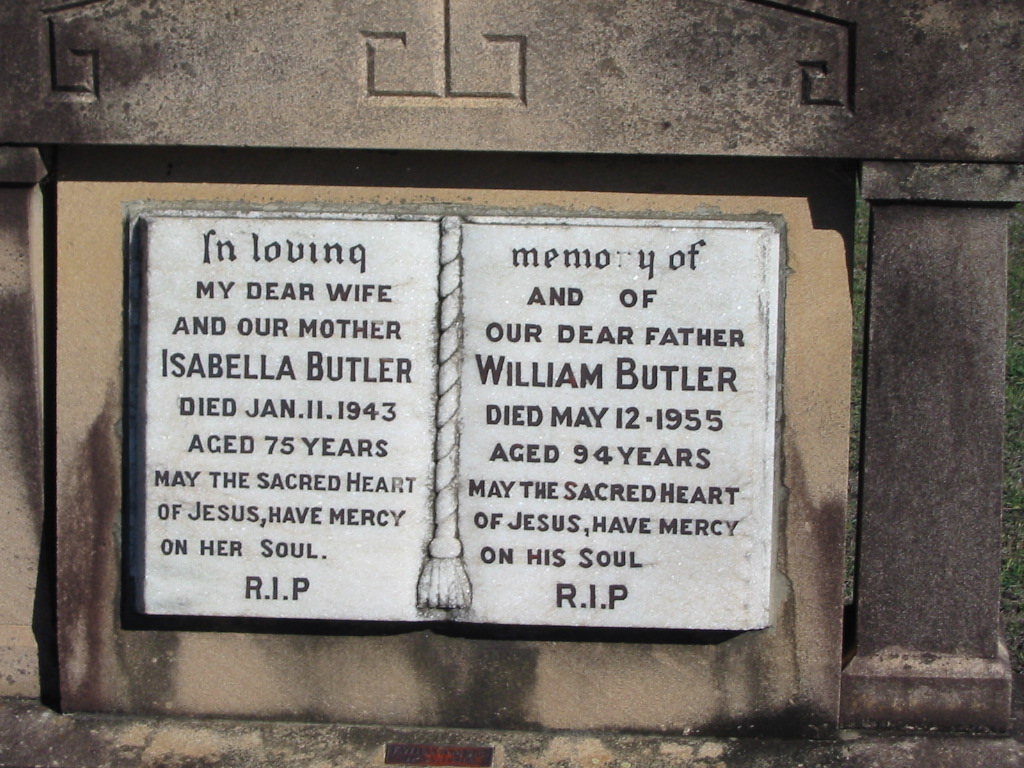 In loving
MY DEAR WIFE
AND OUR MOTHER
ISABELLA BUTLER
DIED JAN.11.1943
AGED 75 YEARS
MAY THE SACRED HEART
OF JESUS, HAVE MERCY
ON HER SOUL.
R.I.P
memory of
AND OF
OUR DEAR FATHER
WILLIAM BUTLER
DIED MAY 12-1955
AGED 94 YEARS
MAY THE SACRED HEART
OF JESUS, HAVE MERCY
ON HIS SOUL
R.I.P